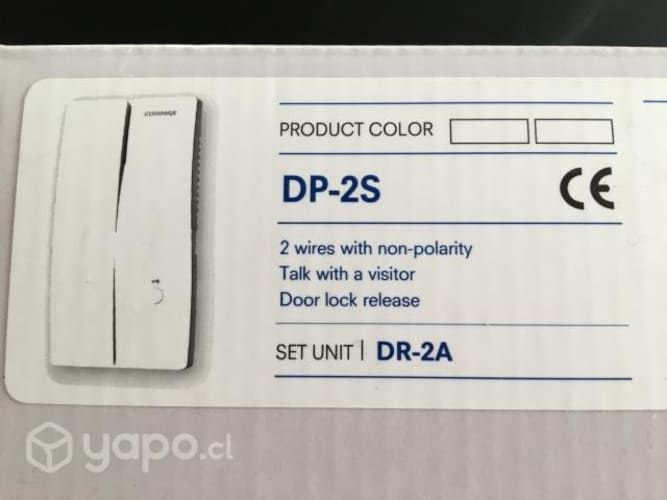 COMMAX
PRODUCT COLOR
DP-2S
CE
2 wires with non-polarity
Talk with a visitor
Door lock release
SET UNIT | DR-2A
yapo.cl